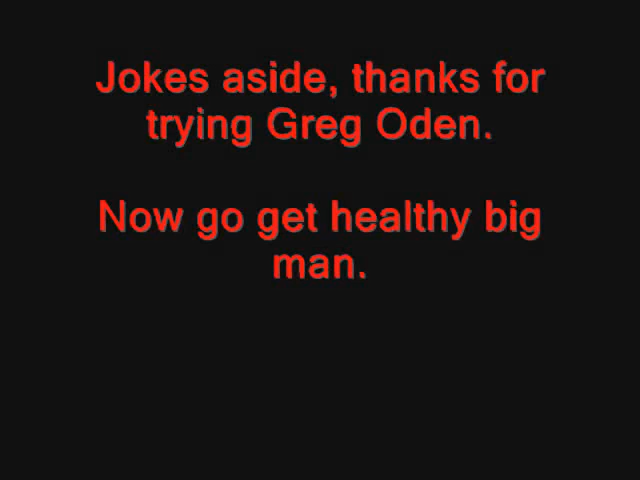 Jokes aside, thanks for
trying Greg Oden.
Now go get healthy big
man.